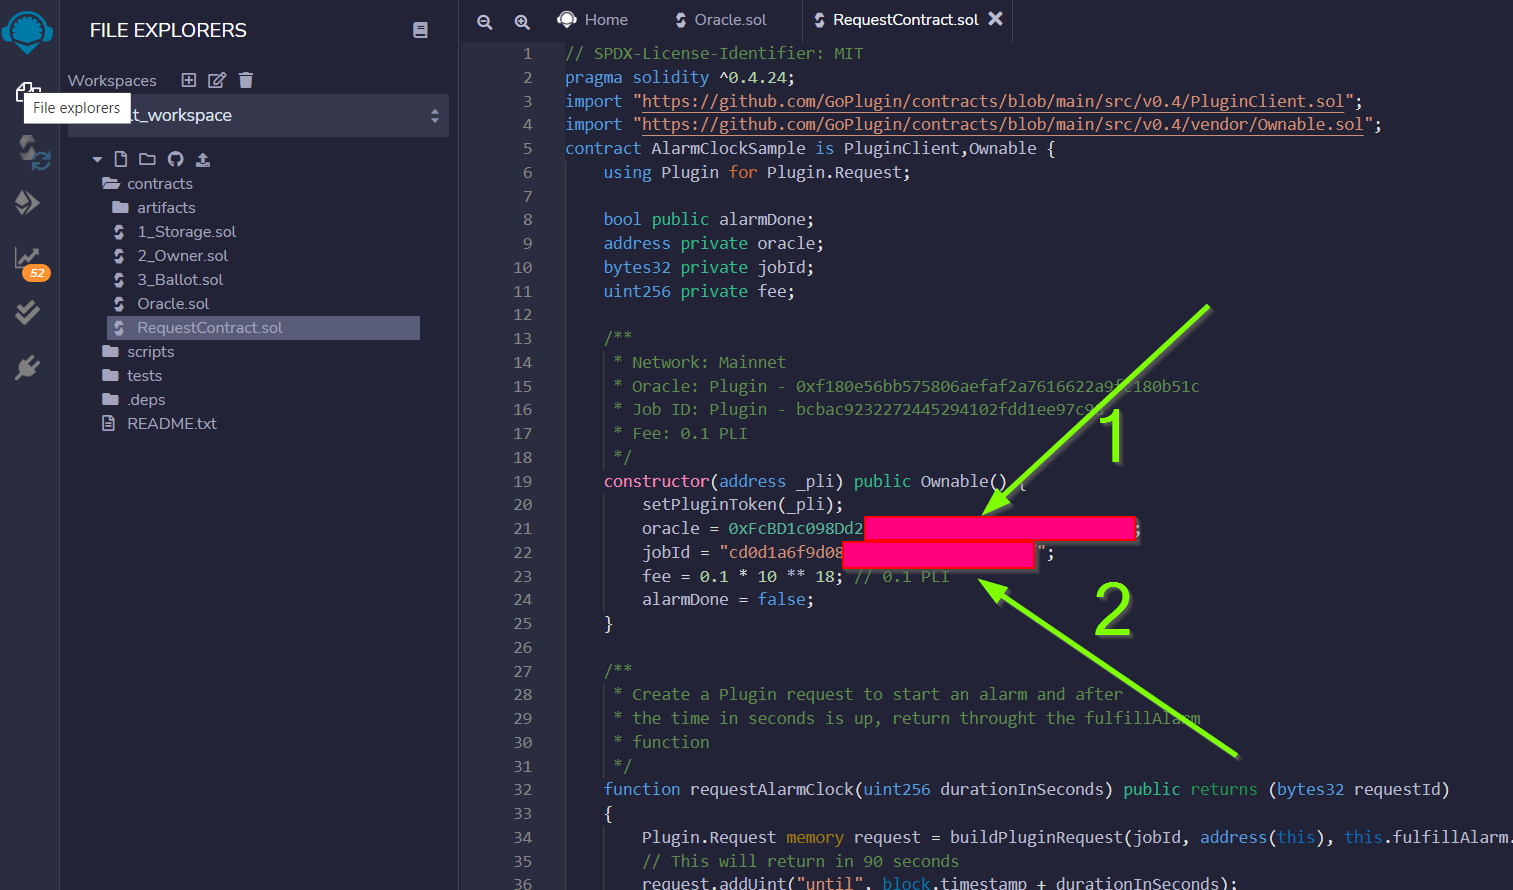 FILE EXPLORERS
Workspaces
File explorers
t_workspace
contracts
artifacts
1_Storage.sol
2_Owner.sol
3_Ballot.sol
Oracle.sol
RequestContract.sol
scripts
tests
.deps
README.txt
52
Home
Oracle.sol
RequestContract.sol
1 // SPDX-License-Identifier: MIT
2 pragma solidity ^0.4.24;
3 import "https://github.com/GoPlugin/contracts/blob/main/src/v0.4/PluginClient.sol";
4 import "https://github.com/GoPlugin/contracts/blob/main/src/v0.4/vendor/Ownable.sol";
5 contract AlarmClockSample is PluginClient,Ownable {
6 using Plugin for Plugin.Request;
7
8 bool public alarmDone;
9 address private oracle;
10 bytes32 private jobId;
11 uint256 private fee;
12
13 /**
14 * Network: Mainnet
15 * Oracle: Plugin - 0xf180e56bb575806aefaf2a7616622a9fc180b51c
16 * Job ID: Plugin - bcbac9232272445294102fdd1ee97c9
17 * Fee: 0.1 PLI
18 */
19 constructor(address _pli) public Ownable() {
20 setPluginToken(_pli);
21 oracle = 0xFcBD1c098Dd2 ;
22 jobId = "cd0d1a6f9d08 ";
23 fee = 0.1 * 10 ** 18; // 0.1 PLI
24 alarmDone = false;
25 }
26
27 /**
28 * Create a Plugin request to start an alarm and after
29 * the time in seconds is up, return throught the fulfillAlarm
30 * function
31 */
32 function requestAlarmClock(uint256 durationInSeconds) public returns (bytes32 requestId)
33 {
34 Plugin.Request memory request = buildPluginRequest(jobId, address(this), this.fulfillAlarm.
35 // This will return in 90 seconds
36 request.addUint("until", block.timestamp + durationInSeconds);
1
2